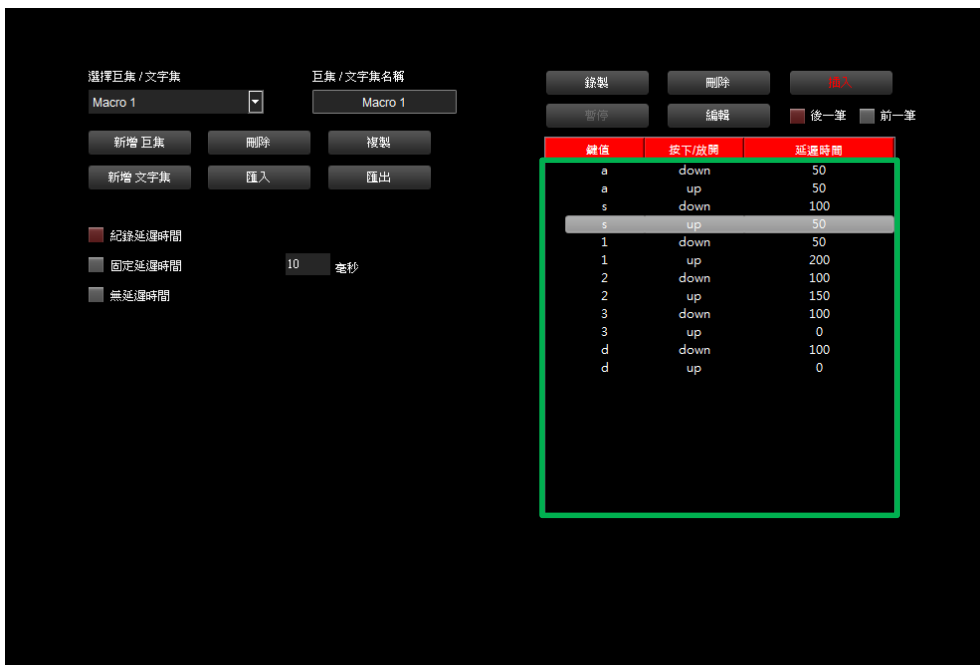 選擇巨集 / 文字集
巨集 / 文字集名稱
Macro 1
Macro 1
新增 巨集
刪除
複製
新增 文字集
匯入
匯出
紀錄延遲時間
固定延遲時間
10
毫秒
無延遲時間
錄製
刪除
插入
暫停
編輯
後一筆
前一筆
鍵值 按下/放開 延遲時間
a down 50
a up 50
s down 100
s up 50
1 down 50
1 up 200
2 down 100
2 up 150
3 down 100
3 up 0
d down 100
d up 0